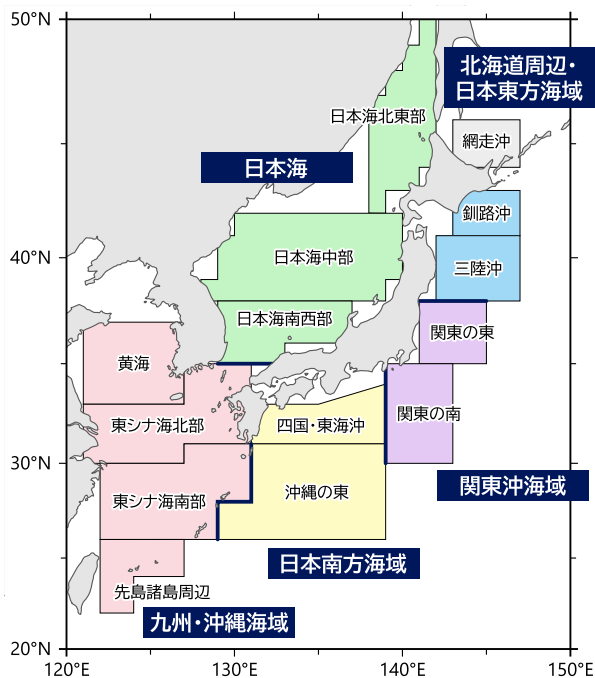 50°N
北海道周辺・
日本東方海域
日本海北東部
網走沖
日本海
釧路沖
40°N
日本海中部
三陸沖
日本海南西部
関東の東
黄海
東シナ海北部
四国・東海沖
関東の南
30°N
東シナ海南部
沖縄の東
関東沖海域
日本南方海域
先島諸島周辺
九州・沖縄海域
20°N
120°E
130°E
140°E
150°E